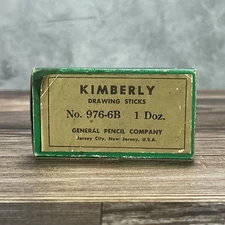 KIMBERLY
DRAWING STICKS
No. 976-6B 1 Doz.
GENERAL PENCIL COMPANY
Jersey City, New Jersey, U.S.A.